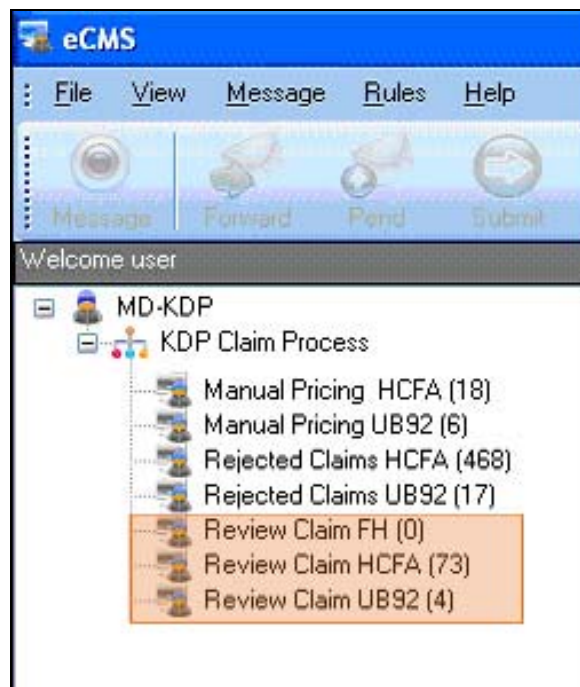 eCMS
File View Message Rules Help
Message Forward Pend Submit
Welcome user
MD-KDP
KDP Claim Process
Manual Pricing HCFA (18)
Manual Pricing UB92 (6)
Rejected Claims HCFA (468)
Rejected Claims UB92 (17)
Review Claim FH (0)
Review Claim HCFA (73)
Review Claim UB92 (4)